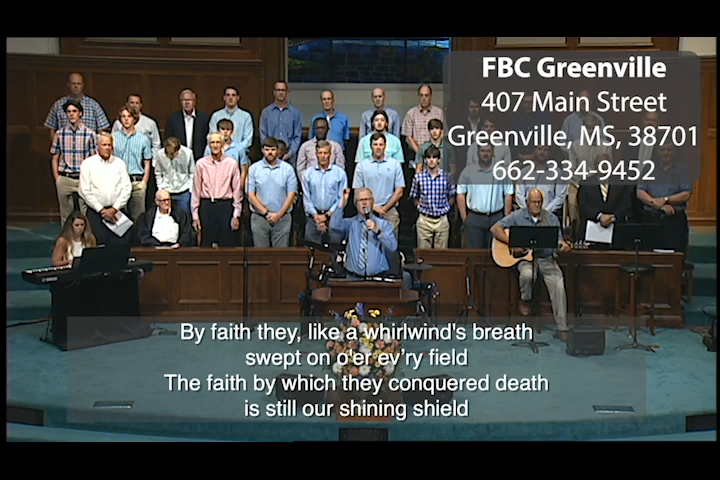 FBC Greenville
407 Main Street
Greenville, MS, 38701
662-334-9452
By faith they, like a whirlwind's breath
swept on o'er ev'ry field
The faith by which they conquered death
is still our shining shield